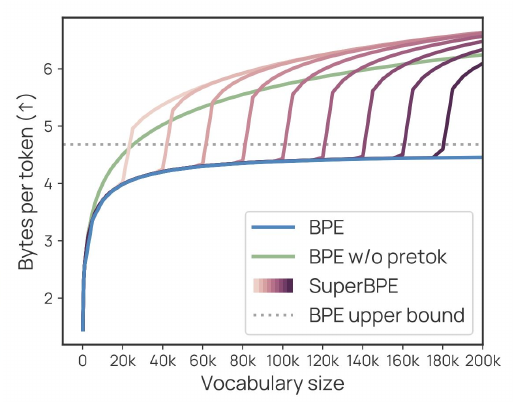 Bytes per token (↑)
6
5
4
3
2
BPE
BPE w/o pretok
SuperBPE
BPE upper bound
0 20k 40k 60k 80k 100k 120k 140k 160k 180k 200k
Vocabulary size